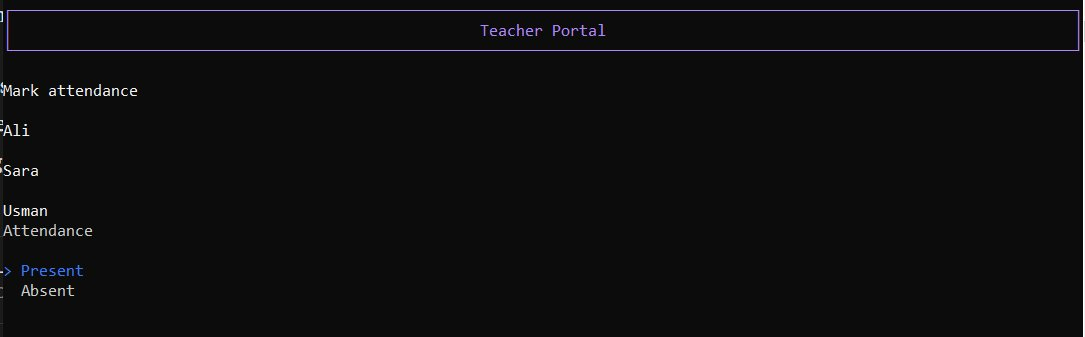 Teacher Portal
Mark attendance
Ali
Sara
Usman
Attendance
> Present
Absent